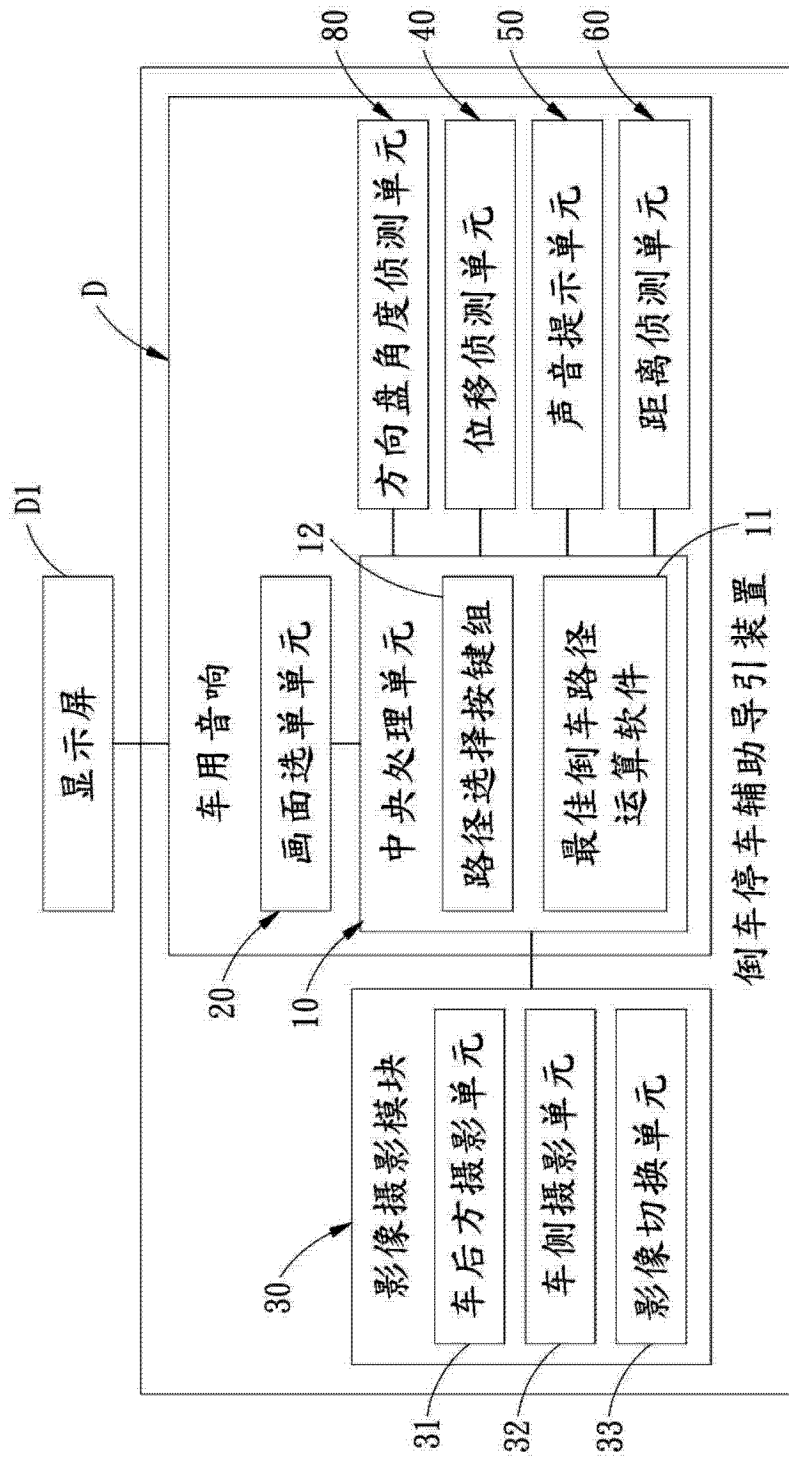 显示屏
D1
D
车用音响
画面选单单元
20
中央处理单元
10
路径选择按键组
12
最佳倒车路径
运算软件
11
方向盘角度侦测单元
80
位移侦测单元
40
声音提示单元
50
距离侦测单元
60
影像摄影模块
30
车后方摄影单元
31
车侧摄影单元
32
影像切换单元
33
倒车停车辅助导引装置